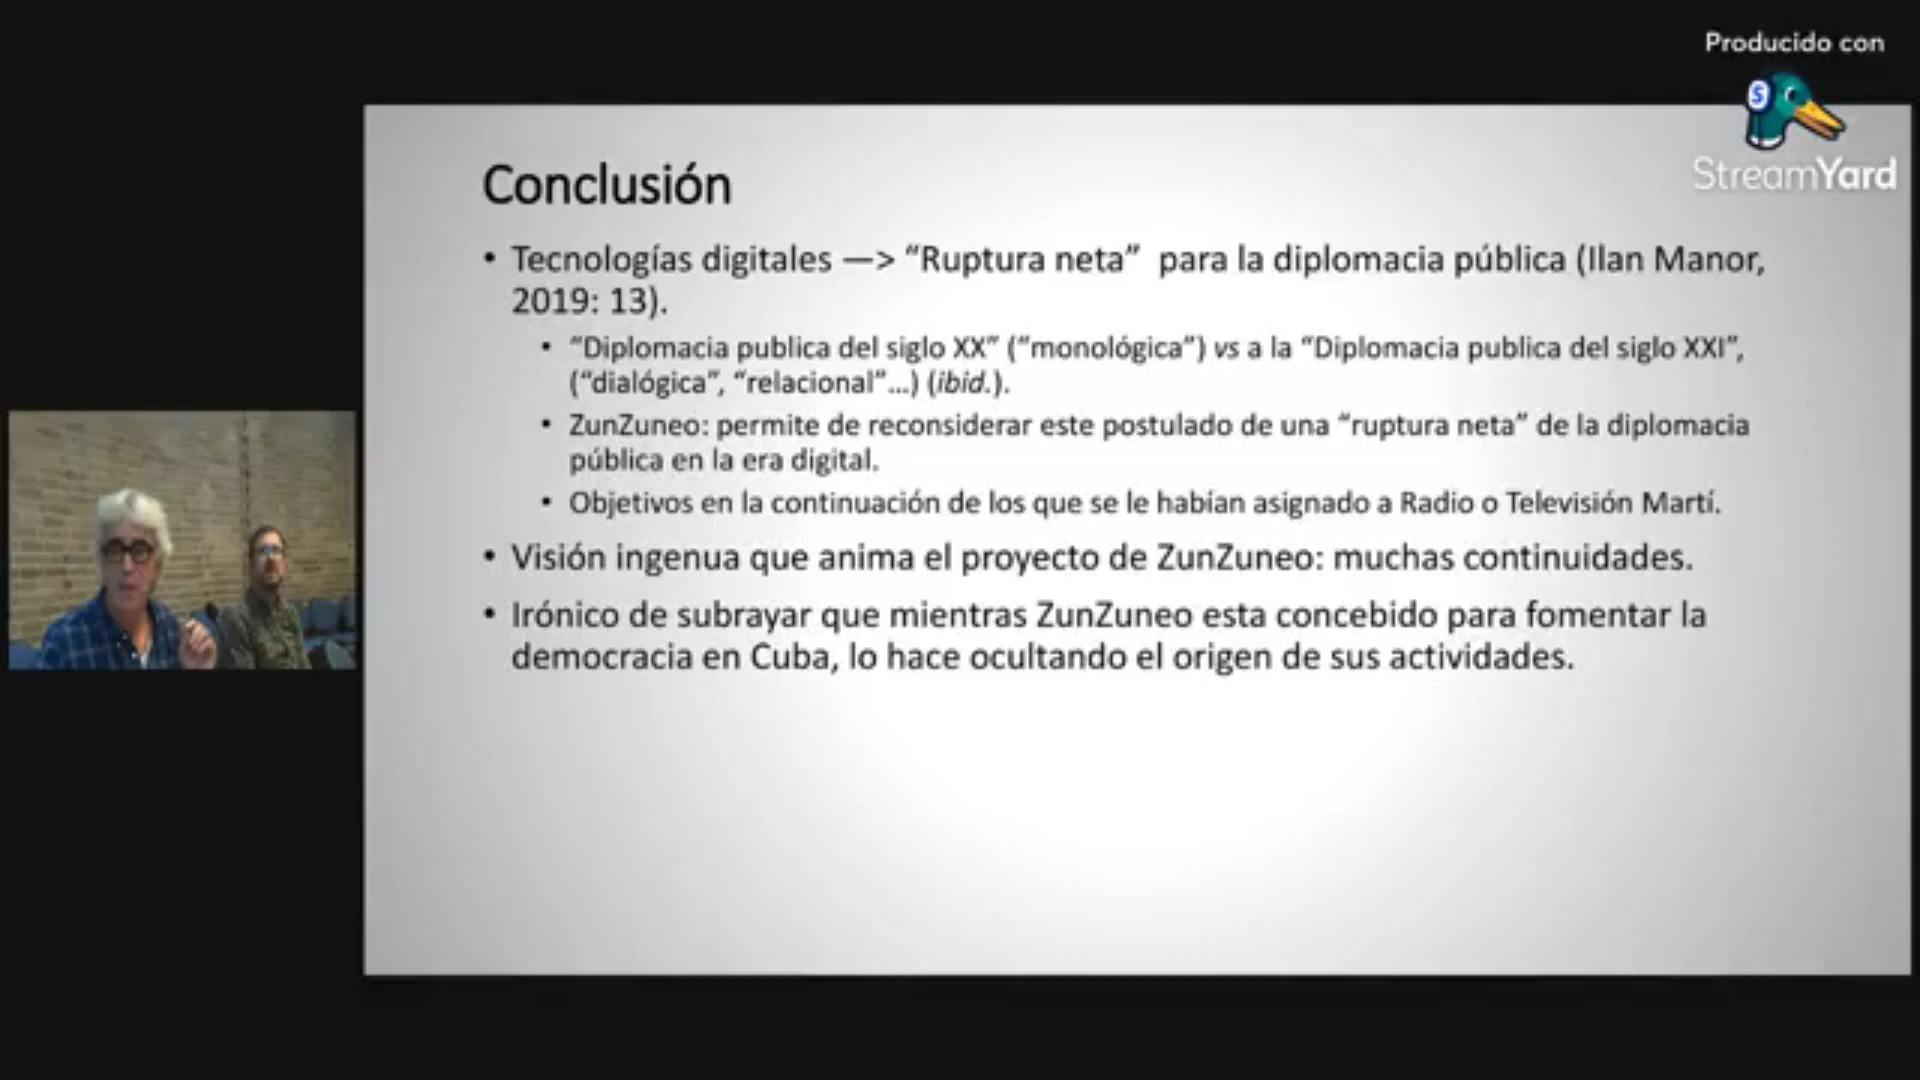 Producido con
StreamYard
Conclusión
• Tecnologías digitales —> “Ruptura neta” para la diplomacia pública (Ilan Manor,
2019: 13).
• “Diplomacia publica del siglo XX” (“monológica”) vs a la “Diplomacia publica del siglo XXI”,
(“dialógica”, “relacional”...) (ibid.).
• ZunZuneo: permite de reconsiderar este postulado de una “ruptura neta” de la diplomacia
pública en la era digital.
• Objetivos en la continuación de los que se le habían asignado a Radio o Televisión Martí.
• Visión ingenua que anima el proyecto de ZunZuneo: muchas continuidades.
• Irónico de subrayar que mientras ZunZuneo esta concebido para fomentar la
democracia en Cuba, lo hace ocultando el origen de sus actividades.